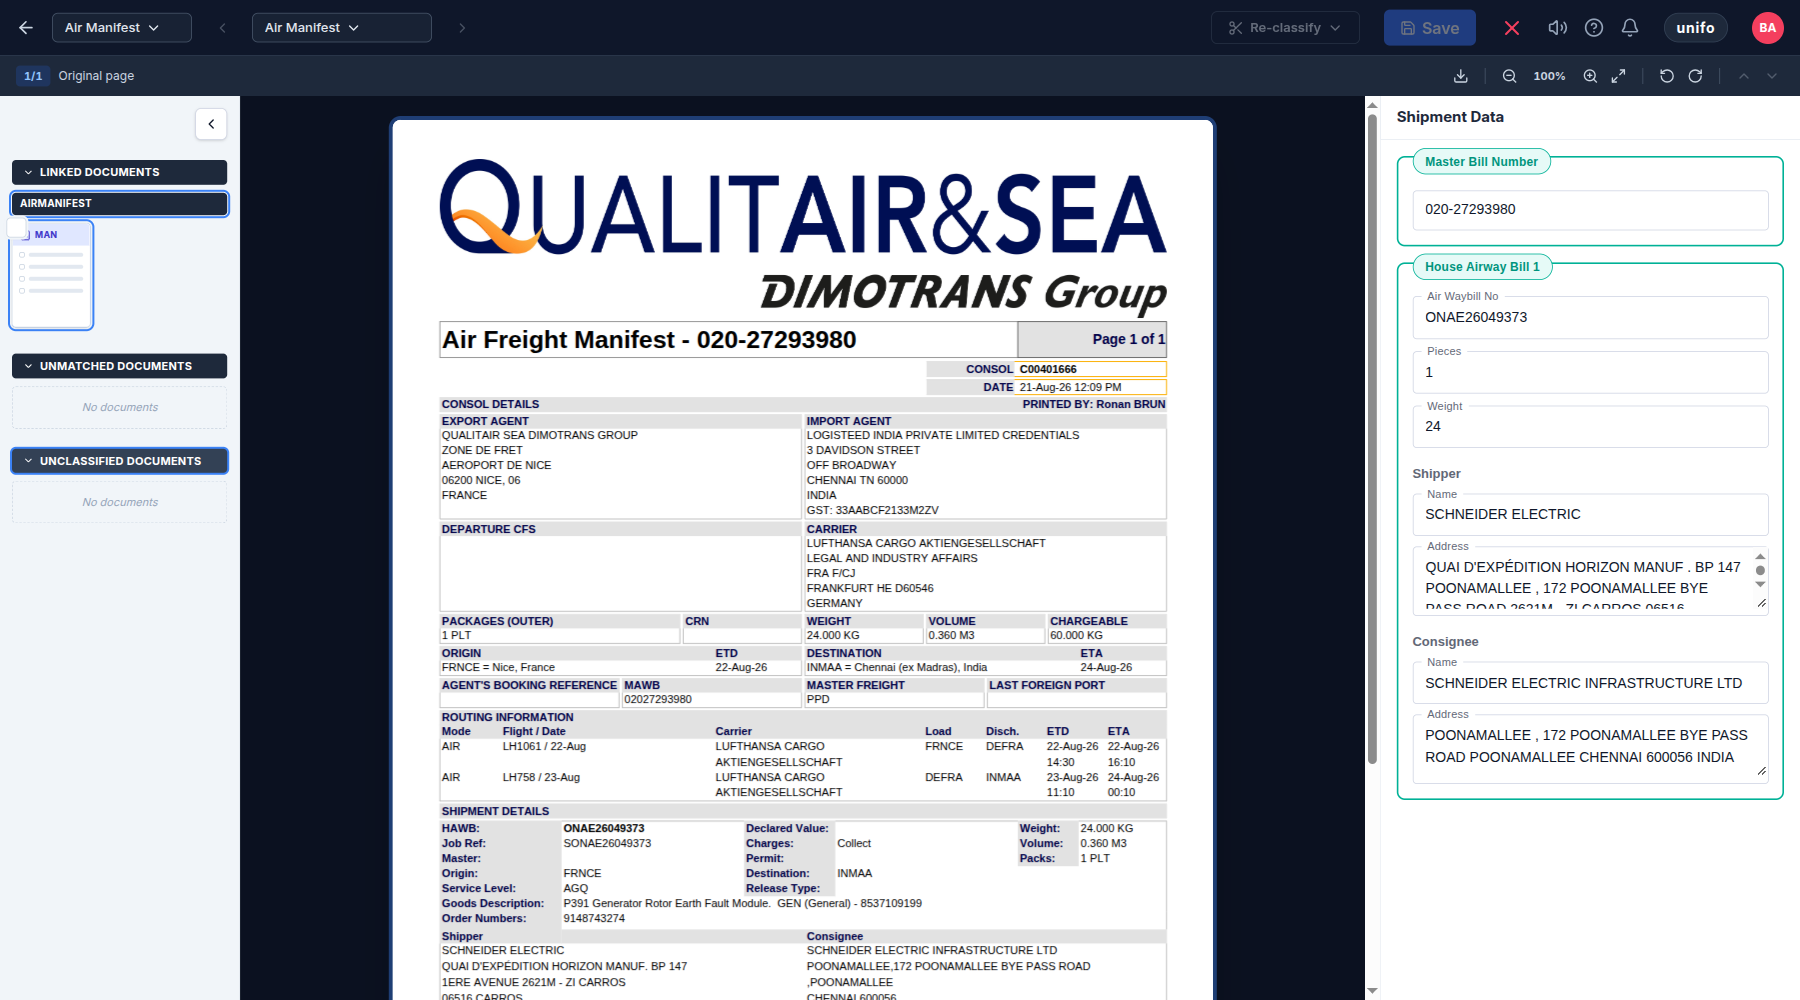 Air Manifest
Air Manifest
Re-classify
Save
unifo
BA
1/1 Original page
100%
LINKED DOCUMENTS
AIRMANIFEST
MAN
UNMATCHED DOCUMENTS
No documents
UNCLASSIFIED DOCUMENTS
No documents
QUALITAIR&SEA
DIMOTRANS Group
Air Freight Manifest - 020-27293980 Page 1 of 1
CONSOL C00401666
DATE 21-Aug-26 12:09 PM
CONSOL DETAILS PRINTED BY: Ronan BRUN
EXPORT AGENT IMPORT AGENT
QUALITAIR SEA DIMOTRANS GROUP LOGISTEED INDIA PRIVATE LIMITED CREDENTIALS
ZONE DE FRET 3 DAVIDSON STREET
AEROPORT DE NICE OFF BROADWAY
06200 NICE, 06 CHENNAI TN 60000
FRANCE INDIA
GST: 33AABCF2133M2ZV
DEPARTURE CFS CARRIER
LUFTHANSA CARGO AKTIENGESELLSCHAFT
LEGAL AND INDUSTRY AFFAIRS
FRA F/CJ
FRANKFURT HE D60546
GERMANY
PACKAGES (OUTER) CRN WEIGHT VOLUME CHARGEABLE
1 PLT 24.000 KG 0.360 M3 60.000 KG
ORIGIN ETD DESTINATION ETA
FRNCE = Nice, France 22-Aug-26 INMAA = Chennai (ex Madras), India 24-Aug-26
AGENT'S BOOKING REFERENCE MAWB MASTER FREIGHT LAST FOREIGN PORT
02027293980 PPD
ROUTING INFORMATION
Mode Flight / Date Carrier Load Disch. ETD ETA
AIR LH1061 / 22-Aug LUFTHANSA CARGO FRNCE DEFRA 22-Aug-26 22-Aug-26
AKTIENGESELLSCHAFT 14:30 16:10
AIR LH758 / 23-Aug LUFTHANSA CARGO DEFRA INMAA 23-Aug-26 24-Aug-26
AKTIENGESELLSCHAFT 11:10 00:10
SHIPMENT DETAILS
HAWB: ONAE26049373 Declared Value: Weight: 24.000 KG
Job Ref: SONAE26049373 Charges: Collect Volume: 0.360 M3
Master: Permit: Packs: 1 PLT
Origin: FRNCE Destination: INMAA
Service Level: AGQ Release Type:
Goods Description: P391 Generator Rotor Earth Fault Module. GEN (General) - 8537109199
Order Numbers: 9148743274
Shipper Consignee
SCHNEIDER ELECTRIC SCHNEIDER ELECTRIC INFRASTRUCTURE LTD
QUAI D'EXPÉDITION HORIZON MANUF. BP 147 POONAMALLEE,172 POONAMALLEE BYE PASS ROAD
1ERE AVENUE 2621M - ZI CARROS ,POONAMALLEE
06516 CARROS CHENNAI 600056
Shipment Data
Master Bill Number
020-27293980
House Airway Bill 1
Air Waybill No
ONAE26049373
Pieces
1
Weight
24
Shipper
Name
SCHNEIDER ELECTRIC
Address
QUAI D'EXPÉDITION HORIZON MANUF . BP 147
POONAMALLEE , 172 POONAMALLEE BYE
PASS ROAD 2621M - ZI CARROS 06516
Consignee
Name
SCHNEIDER ELECTRIC INFRASTRUCTURE LTD
Address
POONAMALLEE , 172 POONAMALLEE BYE PASS
ROAD POONAMALLEE CHENNAI 600056 INDIA